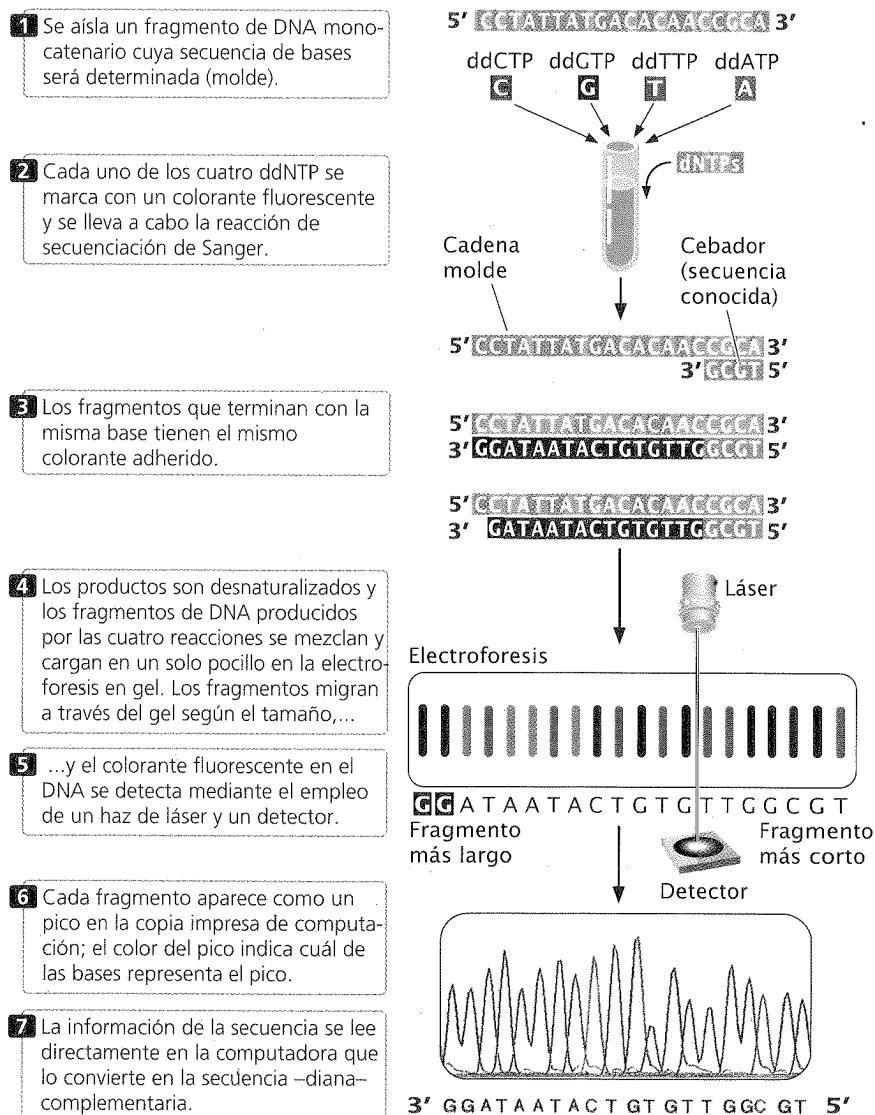 1 Se aísla un fragmento de DNA mono-
catenario cuya secuencia de bases
será determinada (molde).
5' CCTATTATGACACAACCGCA 3'
ddCTP ddGTP ddTTP ddATP
C G T A
2 Cada uno de los cuatro ddNTP se
marca con un colorante fluorescente
y se lleva a cabo la reacción de
secuenciación de Sanger.
dNTPs
Cadena
molde
Cebador
(secuencia
conocida)
5' CCTATTATGACACAACCGCA 3'
3' GCGT 5'
3 Los fragmentos que terminan con la
misma base tienen el mismo
colorante adherido.
5' CCTATTATGACACAACCGCA 3'
3' GGATAATACTGTGTTGGCGT 5'
5' CCTATTATGACACAACCGCA 3'
3' GATAATACTGTGTTGGCGT 5'
4 Los productos son desnaturalizados y
los fragmentos de DNA producidos
por las cuatro reacciones se mezclan y
cargan en un solo pocillo en la electro-
foresis en gel. Los fragmentos migran
a través del gel según el tamaño,...
Láser
Electroforesis
5 ...y el colorante fluorescente en el
DNA se detecta mediante el empleo
de un haz de láser y un detector.
G G A T A A T A C T G T G T T G G C G T
Fragmento
más largo
Fragmento
más corto
Detector
6 Cada fragmento aparece como un
pico en la copia impresa de computa-
ción; el color del pico indica cuál de
las bases representa el pico.
7 La información de la secuencia se lee
directamente en la computadora que
lo convierte en la secuencia –diana–
complementaria.
3' GGATAATACTGTGTTGGCGT 5'